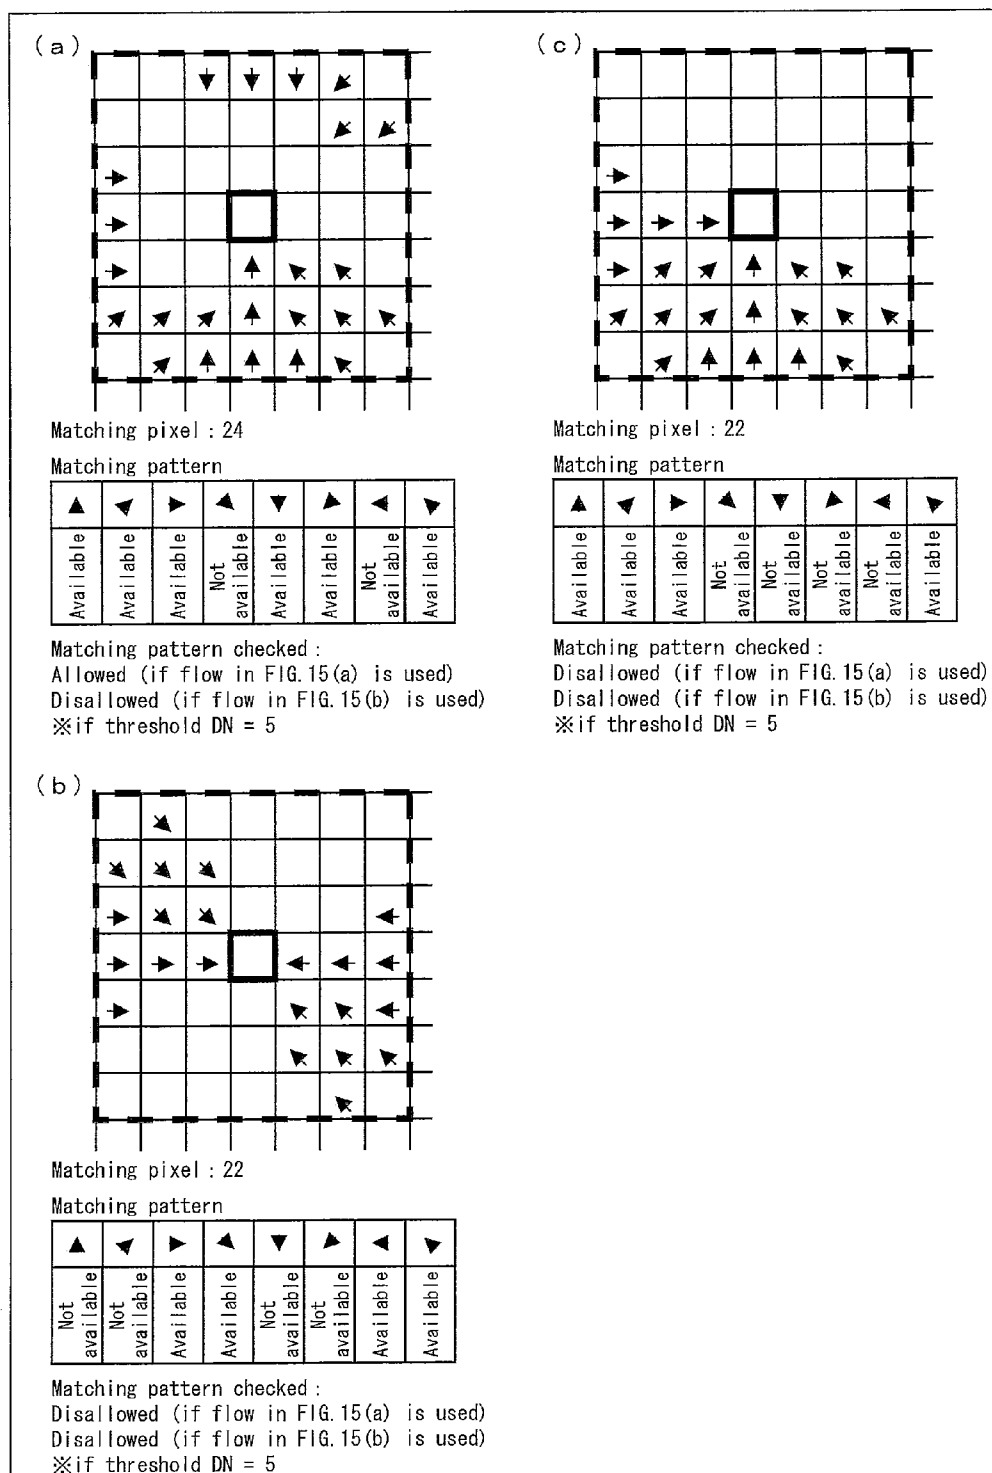 (a)
Matching pixel : 24
Matching pattern
Available Available Available Not available Available Available Not available Available
Matching pattern checked :
Allowed (if flow in FIG.15(a) is used)
Disallowed (if flow in FIG.15(b) is used)
※if threshold DN = 5
(c)
Matching pixel : 22
Matching pattern
Available Available Available Not available Not available Not available Not available Available
Matching pattern checked :
Disallowed (if flow in FIG.15(a) is used)
Disallowed (if flow in FIG.15(b) is used)
※if threshold DN = 5
(b)
Matching pixel : 22
Matching pattern
Not available Not available Available Available Not available Not available Available Available
Matching pattern checked :
Disallowed (if flow in FIG.15(a) is used)
Disallowed (if flow in FIG.15(b) is used)
※if threshold DN = 5